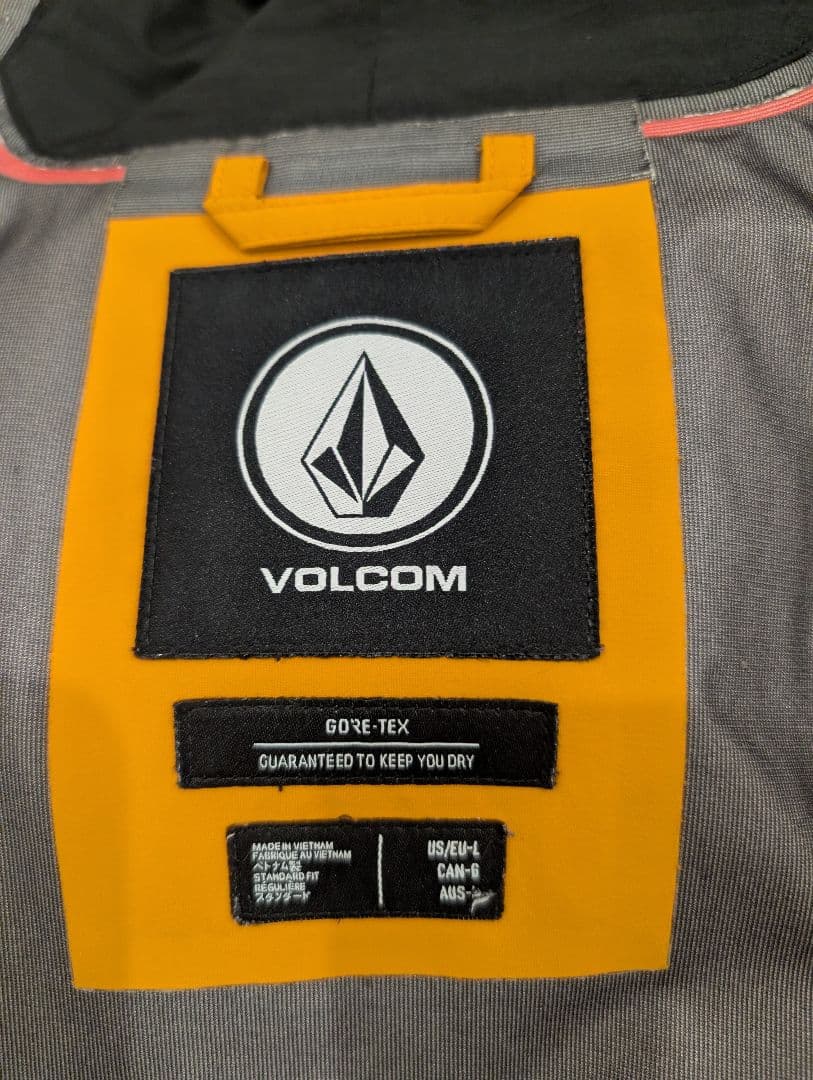 VOLCOM
GORE-TEX
GUARANTEED TO KEEP YOU DRY
MADE IN VIETNAM
FABRIQUE AU VIETNAM
ベトナム製
STANDARD FIT
RÉGULIERE
スタンダード
US/EU-L
CAN-G
AUS-